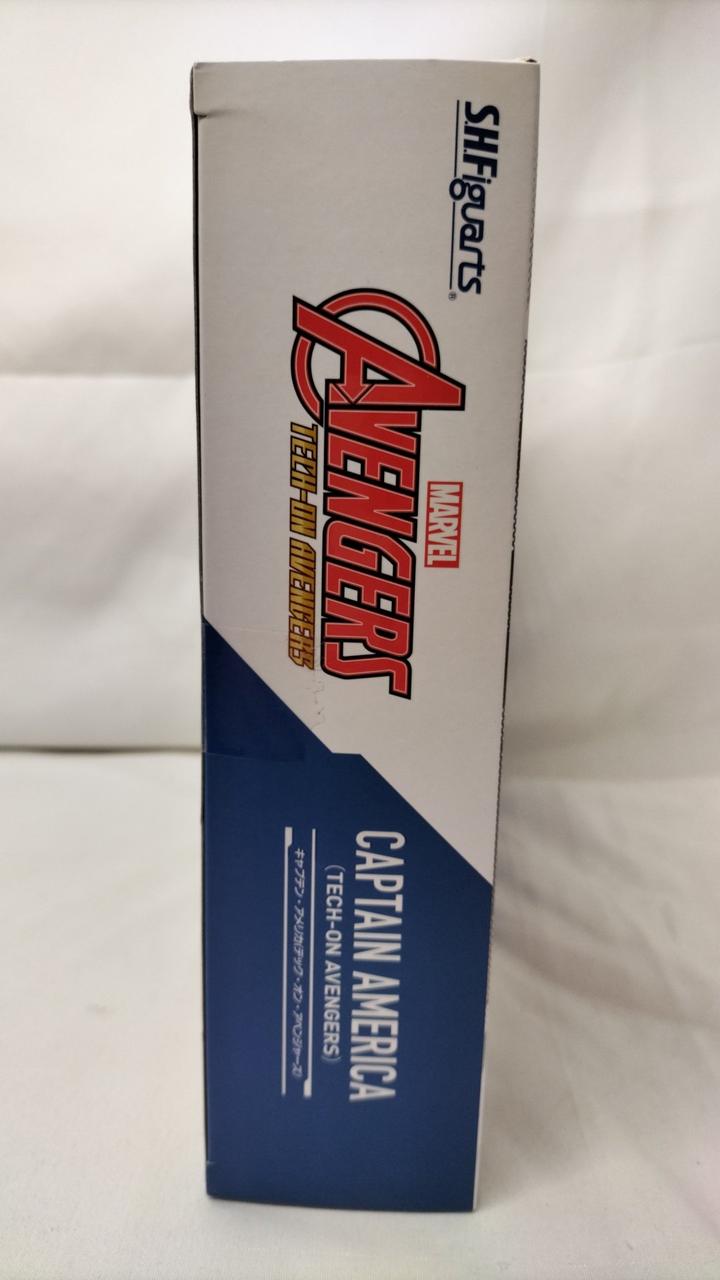 S.H.Figuarts®
MARVEL
AVENGERS
TECH-ON AVENGERS
CAPTAIN AMERICA
(TECH-ON AVENGERS)
キャプテン・アメリカ(テック・オン・アベンジャーズ)